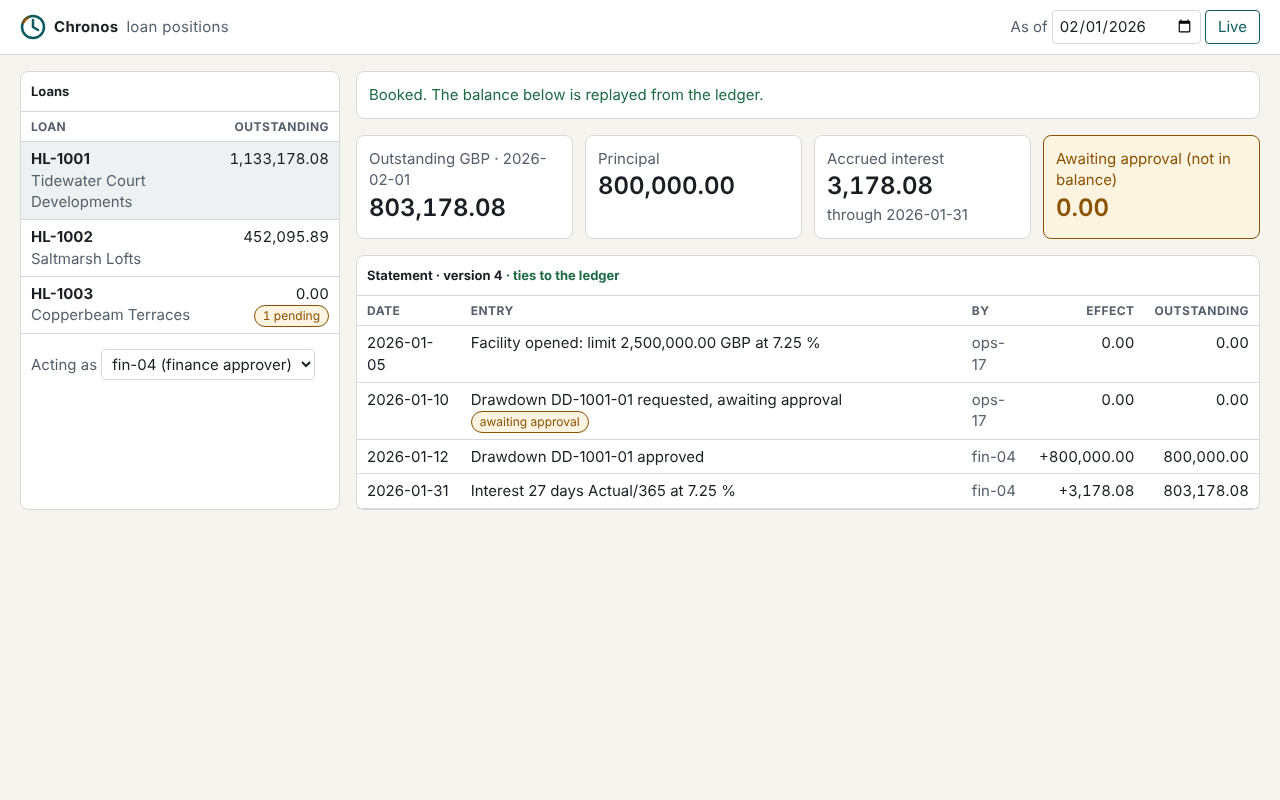 Chronos loan positions
As of 02/01/2026 Live
Loans
LOAN OUTSTANDING
HL-1001 1,133,178.08
Tidewater Court
Developments
HL-1002 452,095.89
Saltmarsh Lofts
HL-1003 0.00
Copperbeam Terraces 1 pending
Acting as fin-04 (finance approver)
Booked. The balance below is replayed from the ledger.
Outstanding GBP · 2026-
02-01
803,178.08
Principal
800,000.00
Accrued interest
3,178.08
through 2026-01-31
Awaiting approval (not in
balance)
0.00
Statement · version 4 · ties to the ledger
DATE ENTRY BY EFFECT OUTSTANDING
2026-01- Facility opened: limit 2,500,000.00 GBP at 7.25 % ops- 0.00 0.00
05 17
2026-01-10 Drawdown DD-1001-01 requested, awaiting approval ops- 0.00 0.00
awaiting approval 17
2026-01-12 Drawdown DD-1001-01 approved fin-04 +800,000.00 800,000.00
2026-01-31 Interest 27 days Actual/365 at 7.25 % fin-04 +3,178.08 803,178.08